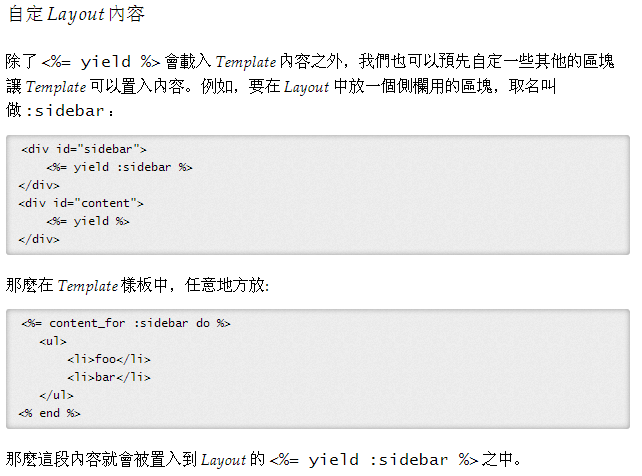 自定 Layout 內容
除了 <%= yield %> 會載入 Template 內容之外，我們也可以預先自定一些其他的區塊
讓 Template 可以置入內容。例如，要在 Layout 中放一個側欄用的區塊，取名叫
做 :sidebar：
<div id="sidebar">
    <%= yield :sidebar %>
</div>
<div id="content">
    <%= yield %>
</div>
那麼在 Template 樣板中，任意地方放:
<%= content_for :sidebar do %>
   <ul>
       <li>foo</li>
       <li>bar</li>
   </ul>
<% end %>
那麼這段內容就會被置入到 Layout 的 <%= yield :sidebar %> 之中。